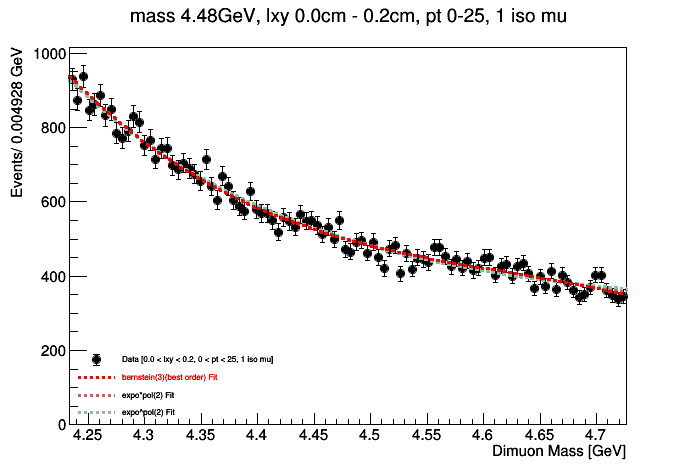 mass 4.48GeV, lxy 0.0cm - 0.2cm, pt 0-25, 1 iso mu
Events/ 0.004928 GeV
1000
800
600
400
200
0
Data [0.0 < lxy < 0.2, 0 < pt < 25, 1 iso mu]
bernstein(3)(best order) Fit
expo*pol(2) Fit
expo^pol(2) Fit
4.25 4.3 4.35 4.4 4.45 4.5 4.55 4.6 4.65 4.7
Dimuon Mass [GeV]